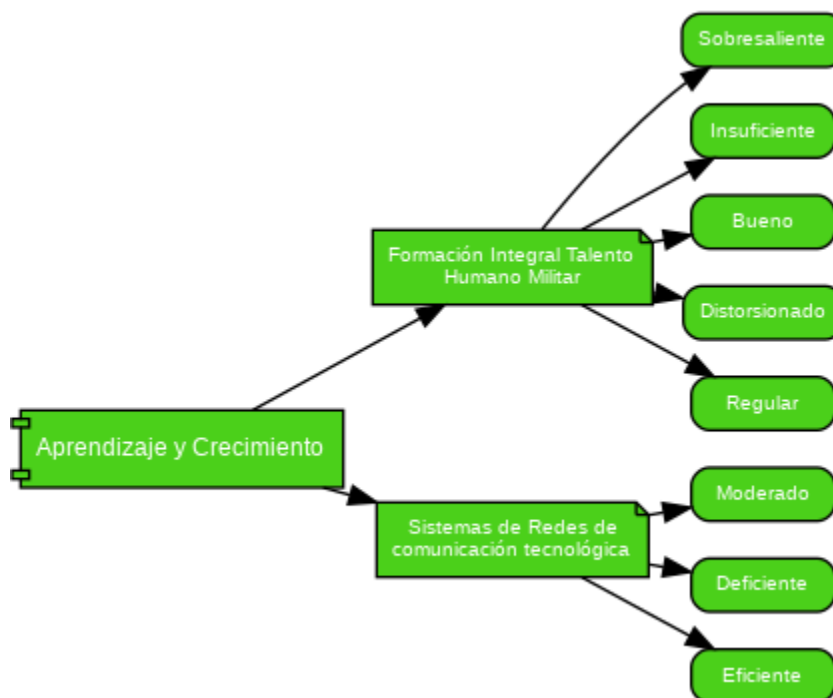 Sobresaliente
Insuficiente
Bueno
Formación Integral Talento
Humano Militar
Distorsionado
Regular
Aprendizaje y Crecimiento
Moderado
Sistemas de Redes de
comunicación tecnológica
Deficiente
Eficiente